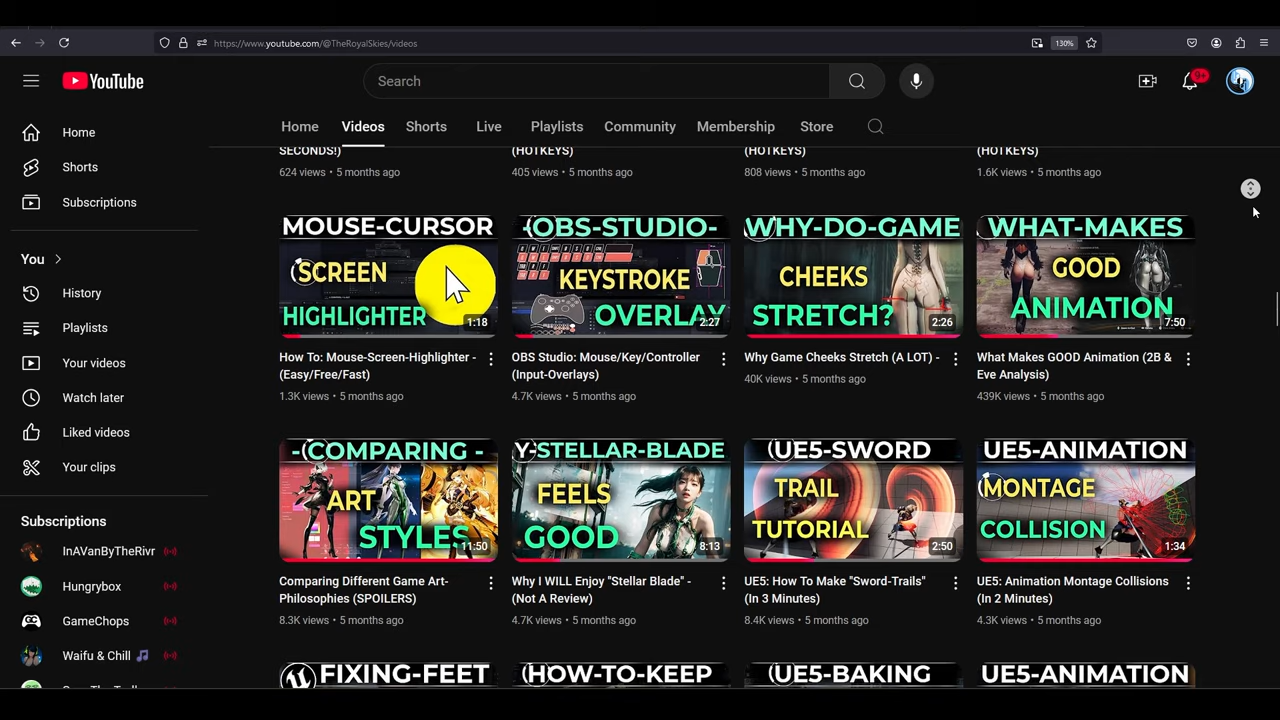 https://www.youtube.com/@TheRoyalSkies/videos
130%
YouTube
Search
9+
Home
Videos
Shorts
Live
Playlists
Community
Membership
Store
Home
Shorts
Subscriptions
You
History
Playlists
Your videos
Watch later
Liked videos
Your clips
Subscriptions
InAVanByTheRivr
Hungrybox
GameChops
Waifu & Chill
SECONDS!)
624 views • 5 months ago
(HOTKEYS)
405 views • 5 months ago
(HOTKEYS)
808 views • 5 months ago
(HOTKEYS)
1.6K views • 5 months ago
MOUSE-CURSOR
SCREEN
HIGHLIGHTER
1:18
How To: Mouse-Screen-Highlighter -
(Easy/Free/Fast)
1.3K views • 5 months ago
-(OBS-STUDIO-
KEYSTROKE
OVERLAY
2:27
OBS Studio: Mouse/Key/Controller
(Input-Overlays)
4.7K views • 5 months ago
WHY-DO-GAME
CHEEKS
STRETCH?
2:26
Why Game Cheeks Stretch (A LOT) -
40K views • 5 months ago
WHAT-MAKES
GOOD
ANIMATION
7:50
What Makes GOOD Animation (2B &
Eve Analysis)
439K views • 5 months ago
-(COMPARING -
ART
STYLES
11:50
Comparing Different Game Art-
Philosophies (SPOILERS)
8.3K views • 5 months ago
Y-STELLAR-BLADE
FEELS
GOOD
8:13
Why I WILL Enjoy "Stellar Blade" -
(Not A Review)
4.7K views • 5 months ago
(UE5-SWORD
TRAIL
TUTORIAL
2:50
UE5: How To Make "Sword-Trails"
(In 3 Minutes)
8.4K views • 5 months ago
UE5-ANIMATION
MONTAGE
COLLISION
1:34
UE5: Animation Montage Collisions
(In 2 Minutes)
4.3K views • 5 months ago
FIXING-FEET
(HOW-TO-KEEP
(UE5-BAKING
UE5-ANIMATION